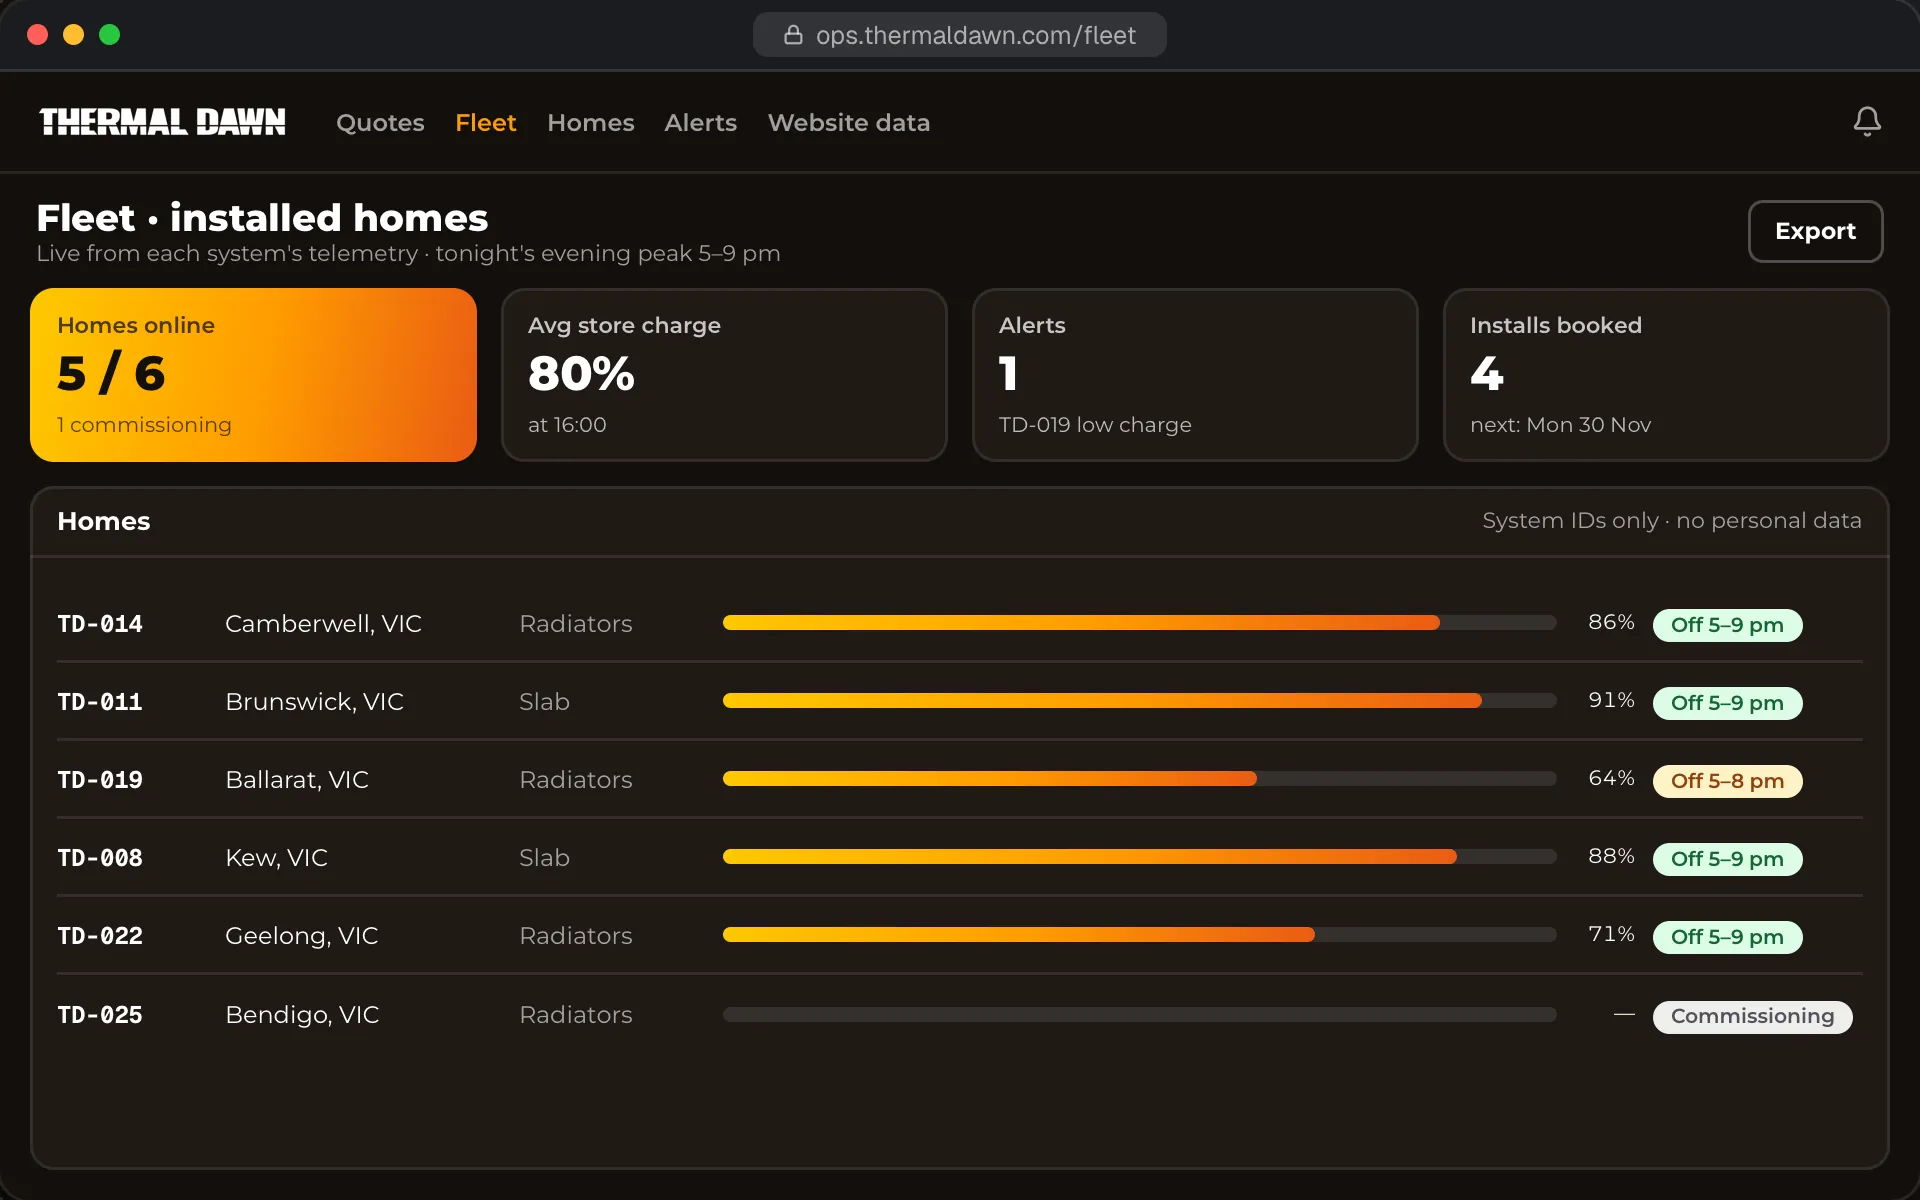 ops.thermaldawn.com/fleet
THERMAL DAWN
Quotes
Fleet
Homes
Alerts
Website data
Fleet · installed homes
Live from each system's telemetry · tonight's evening peak 5–9 pm
Export
Homes online
5 / 6
1 commissioning
Avg store charge
80%
at 16:00
Alerts
1
TD-019 low charge
Installs booked
4
next: Mon 30 Nov
Homes
System IDs only · no personal data
TD-014 Camberwell, VIC Radiators 86% Off 5–9 pm
TD-011 Brunswick, VIC Slab 91% Off 5–9 pm
TD-019 Ballarat, VIC Radiators 64% Off 5–8 pm
TD-008 Kew, VIC Slab 88% Off 5–9 pm
TD-022 Geelong, VIC Radiators 71% Off 5–9 pm
TD-025 Bendigo, VIC Radiators — Commissioning